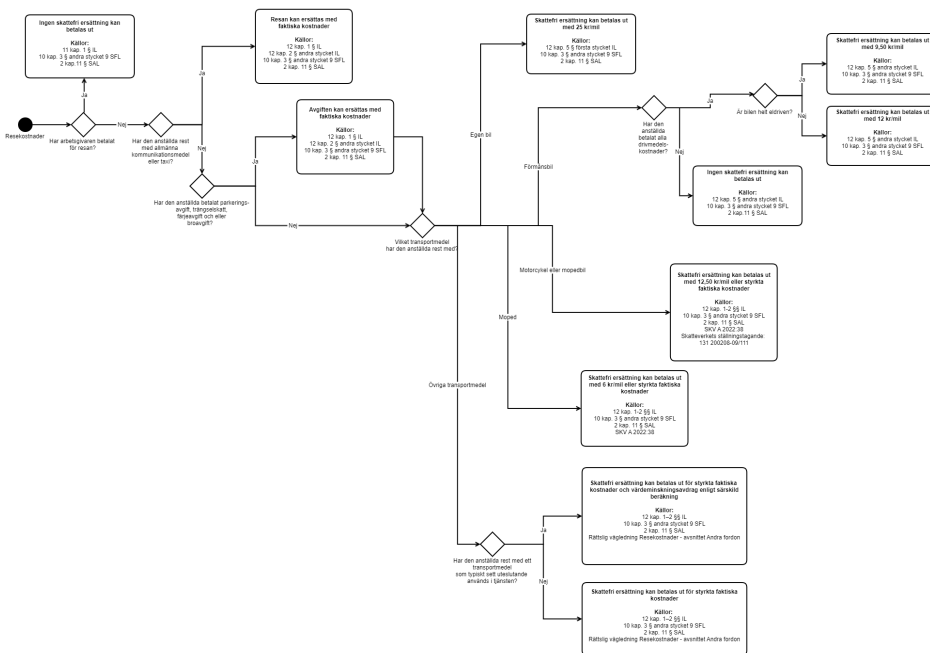 Ingen skattefri ersättning kan
betalas ut
Källor:
11 kap. 1 § IL
10 kap. 3 § andra stycket 9 SFL
2 kap. 11 § SAL
Resan kan ersättas med
faktiska kostnader
Källor:
12 kap. 1 § IL
12 kap. 2 § andra stycket IL
10 kap. 3 § andra stycket 9 SFL
2 kap. 11 § SAL
Skattefri ersättning kan betalas ut
med 25 kr/mil
Källor:
12 kap. 5 § första stycket IL
10 kap. 3 § andra stycket 9 SFL
2 kap. 11 § SAL
Skattefri ersättning kan betalas ut
med 9,50 kr/mil
Källor:
12 kap. 5 § andra stycket IL
10 kap. 3 § andra stycket 9 SFL
2 kap. 11 § SAL
Ja
Ja
Ja
Resekostnader
Har arbetsgivaren betalat
för resan?
Nej
Har den anställda rest
med allmänna
kommunikationsmedel
eller taxi?
Nej
Avgiften kan ersättas med
faktiska kostnader
Källor:
12 kap. 1 § IL
12 kap. 2 § andra stycket IL
10 kap. 3 § andra stycket 9 SFL
2 kap. 11 § SAL
Ja
Egen bil
Förmånsbil
Har den
anställda
betalat alla
drivmedels-
kostnader?
Ja
Är bilen helt eldriven?
Nej
Skattefri ersättning kan betalas ut
med 12 kr/mil
Källor:
12 kap. 5 § andra stycket IL
10 kap. 3 § andra stycket 9 SFL
2 kap. 11 § SAL
Nej
Ingen skattefri ersättning kan
betalas ut
Källor:
12 kap. 5 § andra stycket IL
10 kap. 3 § andra stycket 9 SFL
2 kap. 11 § SAL
Har den anställda betalat parkerings-
avgift, trängselskatt,
färjeavgift och eller
broavgift?
Nej
Vilket transportmedel
har den anställda rest med?
Motorcykel eller mopedbil
Skattefri ersättning kan betalas ut
med 12,50 kr/mil eller styrkta
faktiska kostnader
Källor:
12 kap. 1-2 §§ IL
10 kap. 3 § andra stycket 9 SFL
2 kap. 11 § SAL
SKV A 2022:38
Skatteverkets ställningstagande:
131 200208-09/111
Moped
Skattefri ersättning kan betalas ut
med 6 kr/mil eller styrkta faktiska
kostnader
Källor:
12 kap. 1-2 §§ IL
10 kap. 3 § andra stycket 9 SFL
2 kap. 11 § SAL
SKV A 2022:38
Övriga transportmedel
Skattefri ersättning kan betalas ut för styrkta faktiska
kostnader och värdeminskningsavdrag enligt särskild
beräkning
Källor:
12 kap. 1–2 §§ IL
10 kap. 3 § andra stycket 9 SFL
2 kap. 11 § SAL
Rättslig vägledning Resekostnader - avsnittet Andra fordon
Ja
Har den anställda rest med ett
transportmedel
som typiskt sett uteslutande
används i tjänsten?
Nej
Skattefri ersättning kan betalas ut för styrkta faktiska
kostnader
Källor:
12 kap. 1–2 §§ IL
10 kap. 3 § andra stycket 9 SFL
2 kap. 11 § SAL
Rättslig vägledning Resekostnader - avsnittet Andra fordon